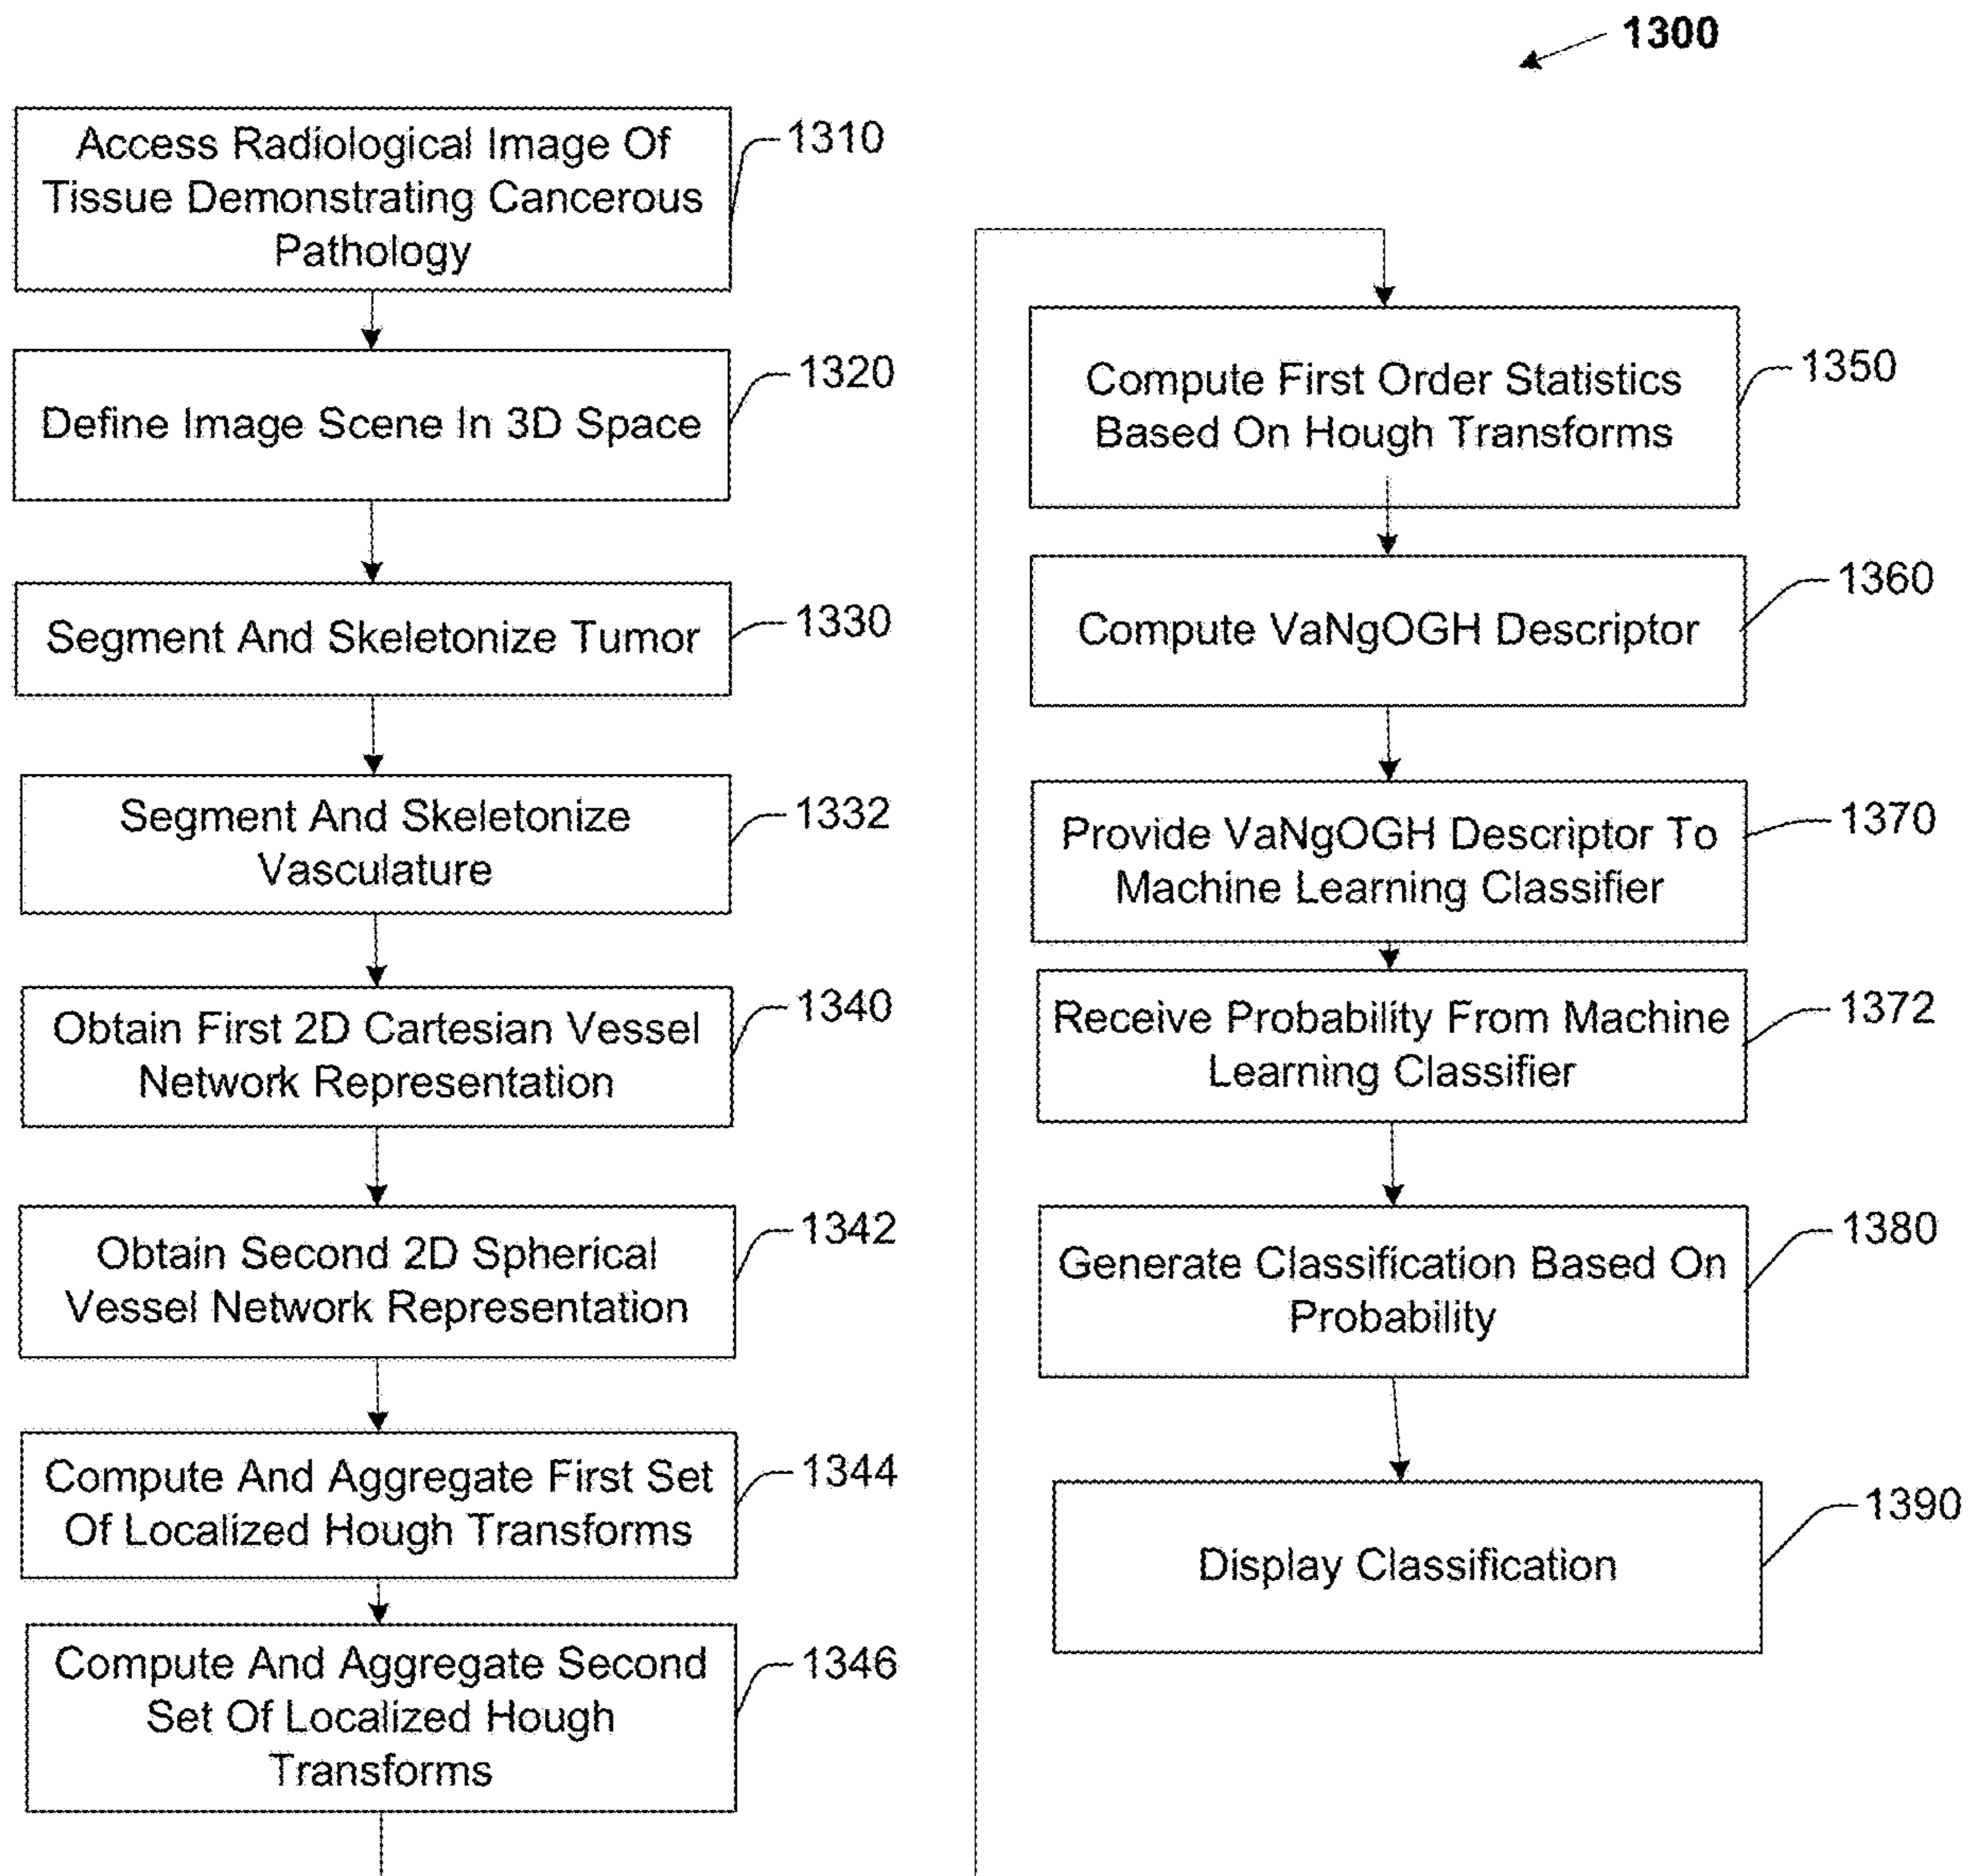 1300
Access Radiological Image Of
Tissue Demonstrating Cancerous
Pathology
1310
Define Image Scene In 3D Space
1320
Segment And Skeletonize Tumor
1330
Segment And Skeletonize
Vasculature
1332
Obtain First 2D Cartesian Vessel
Network Representation
1340
Obtain Second 2D Spherical
Vessel Network Representation
1342
Compute And Aggregate First Set
Of Localized Hough Transforms
1344
Compute And Aggregate Second
Set Of Localized Hough
Transforms
1346
Compute First Order Statistics
Based On Hough Transforms
1350
Compute VaNgOGH Descriptor
1360
Provide VaNgOGH Descriptor To
Machine Learning Classifier
1370
Receive Probability From Machine
Learning Classifier
1372
Generate Classification Based On
Probability
1380
Display Classification
1390